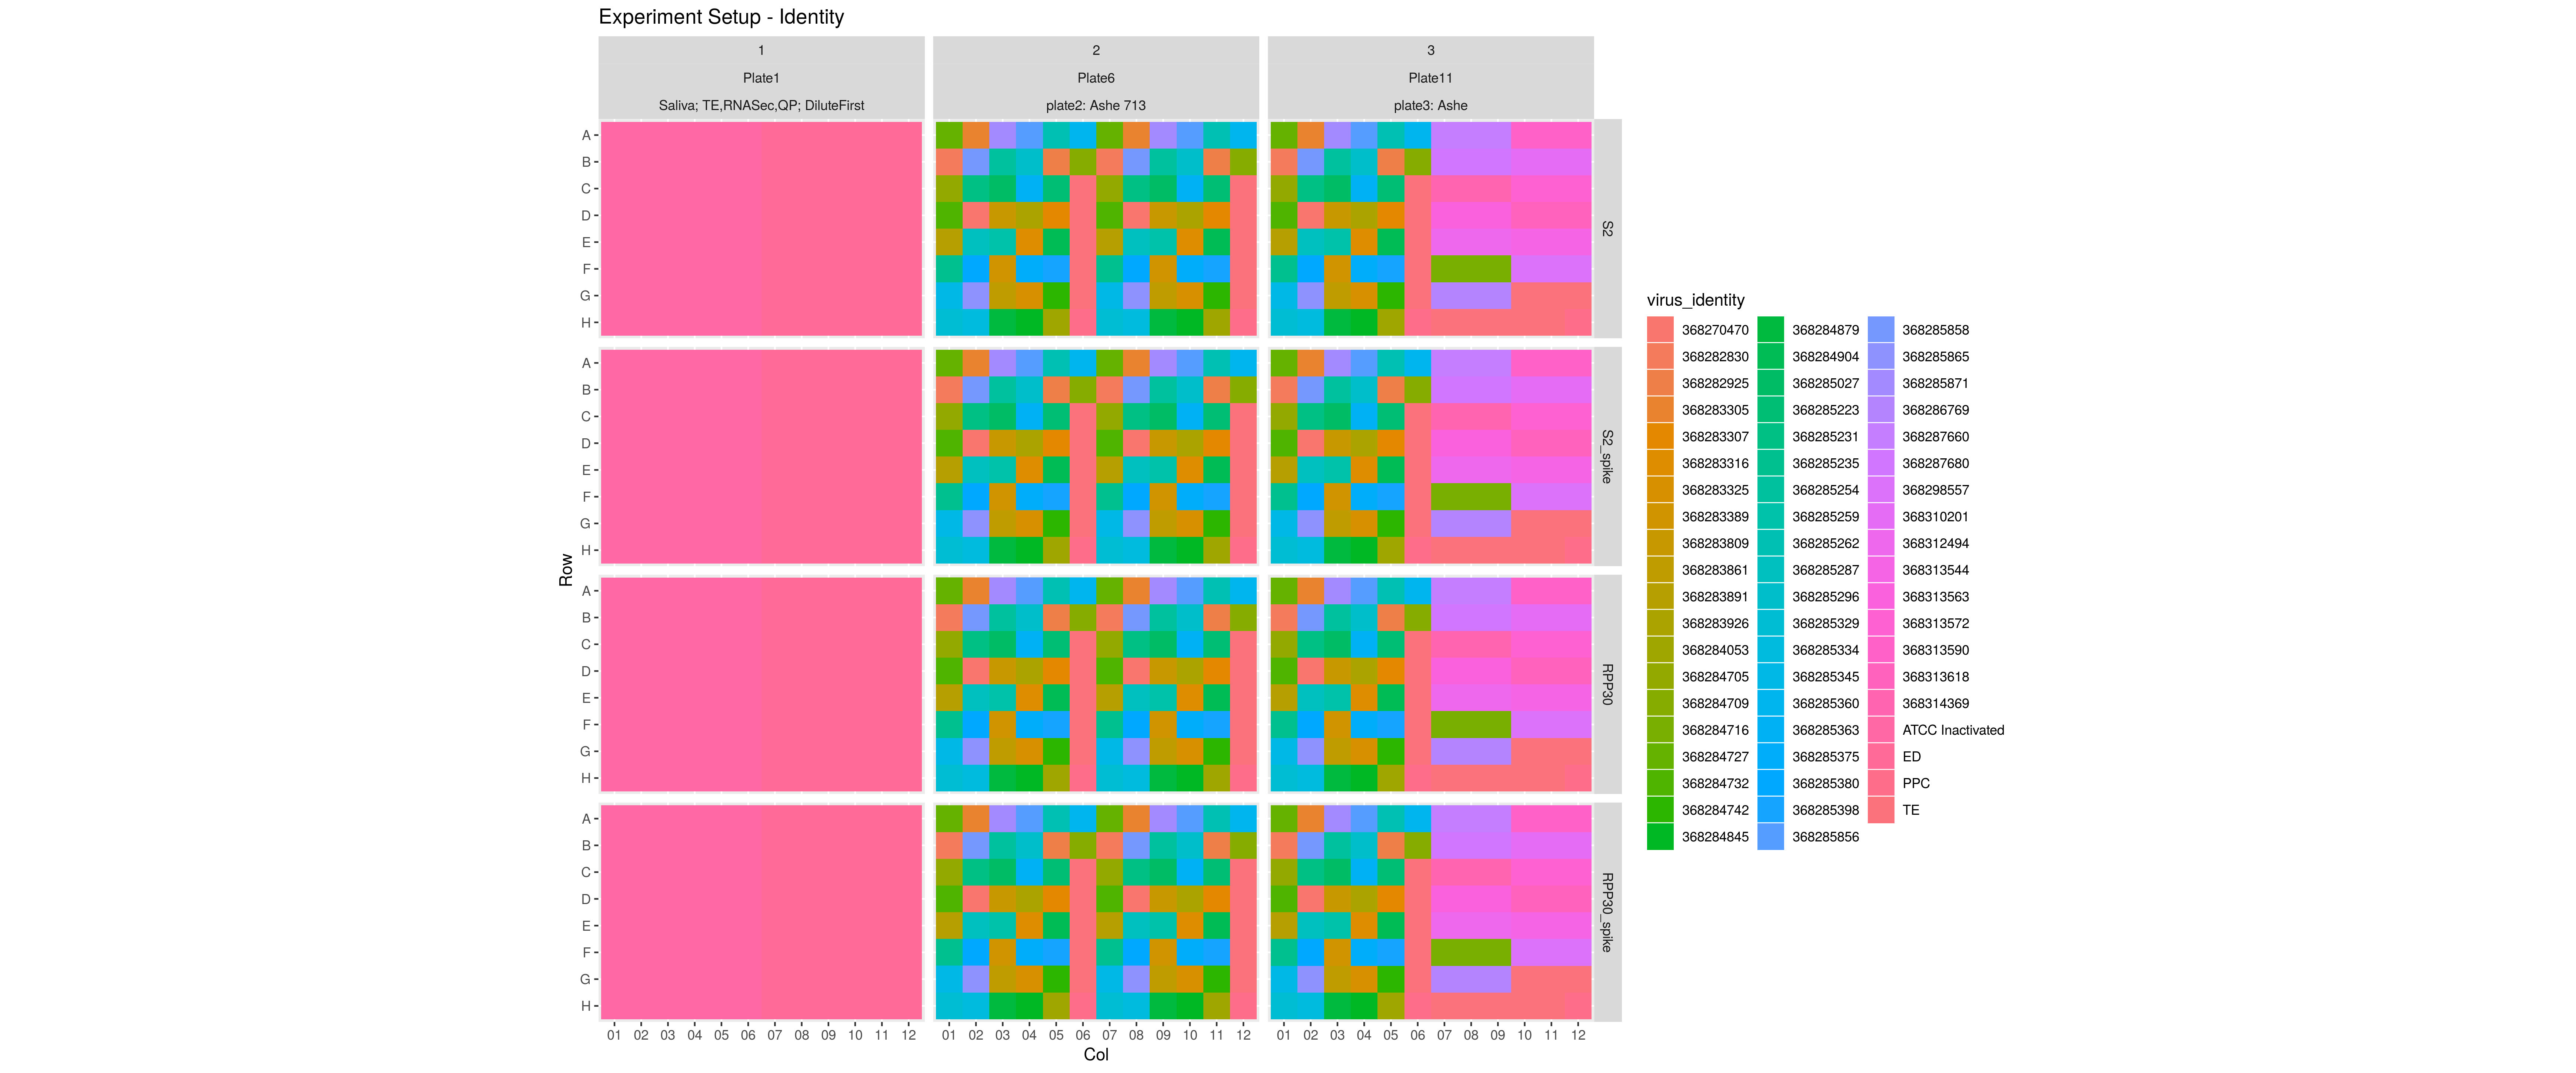 Experiment Setup - Identity
1
2
3
Plate1
Plate6
Plate11
Saliva; TE,RNASec,QP; DiluteFirst
plate2: Ashe 713
plate3: Ashe
A
B
C
D
E
F
G
H
S2
A
B
C
D
E
F
G
H
S2_spike
A
B
C
D
E
F
G
H
RPP30
A
B
C
D
E
F
G
H
RPP30_spike
Row
01 02 03 04 05 06 07 08 09 10 11 12
01 02 03 04 05 06 07 08 09 10 11 12
01 02 03 04 05 06 07 08 09 10 11 12
Col
virus_identity
368270470
368282830
368282925
368283305
368283307
368283316
368283325
368283389
368283809
368283861
368283891
368283926
368284053
368284705
368284709
368284716
368284727
368284732
368284742
368284845
368284879
368284904
368285027
368285223
368285231
368285235
368285254
368285259
368285262
368285287
368285296
368285329
368285334
368285345
368285360
368285363
368285375
368285380
368285398
368285856
368285858
368285865
368285871
368286769
368287660
368287680
368298557
368310201
368312494
368313544
368313563
368313572
368313590
368313618
368314369
ATCC Inactivated
ED
PPC
TE